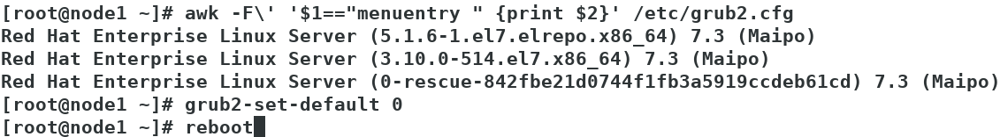 [root@node1 ~]# awk -F\' '$1=="menuentry " {print $2}' /etc/grub2.cfg
Red Hat Enterprise Linux Server (5.1.6-1.el7.elrepo.x86_64) 7.3 (Maipo)
Red Hat Enterprise Linux Server (3.10.0-514.el7.x86_64) 7.3 (Maipo)
Red Hat Enterprise Linux Server (0-rescue-842fbe21d0744f1fb3a5919ccdeb61cd) 7.3 (Maipo)
[root@node1 ~]# grub2-set-default 0
[root@node1 ~]# reboot